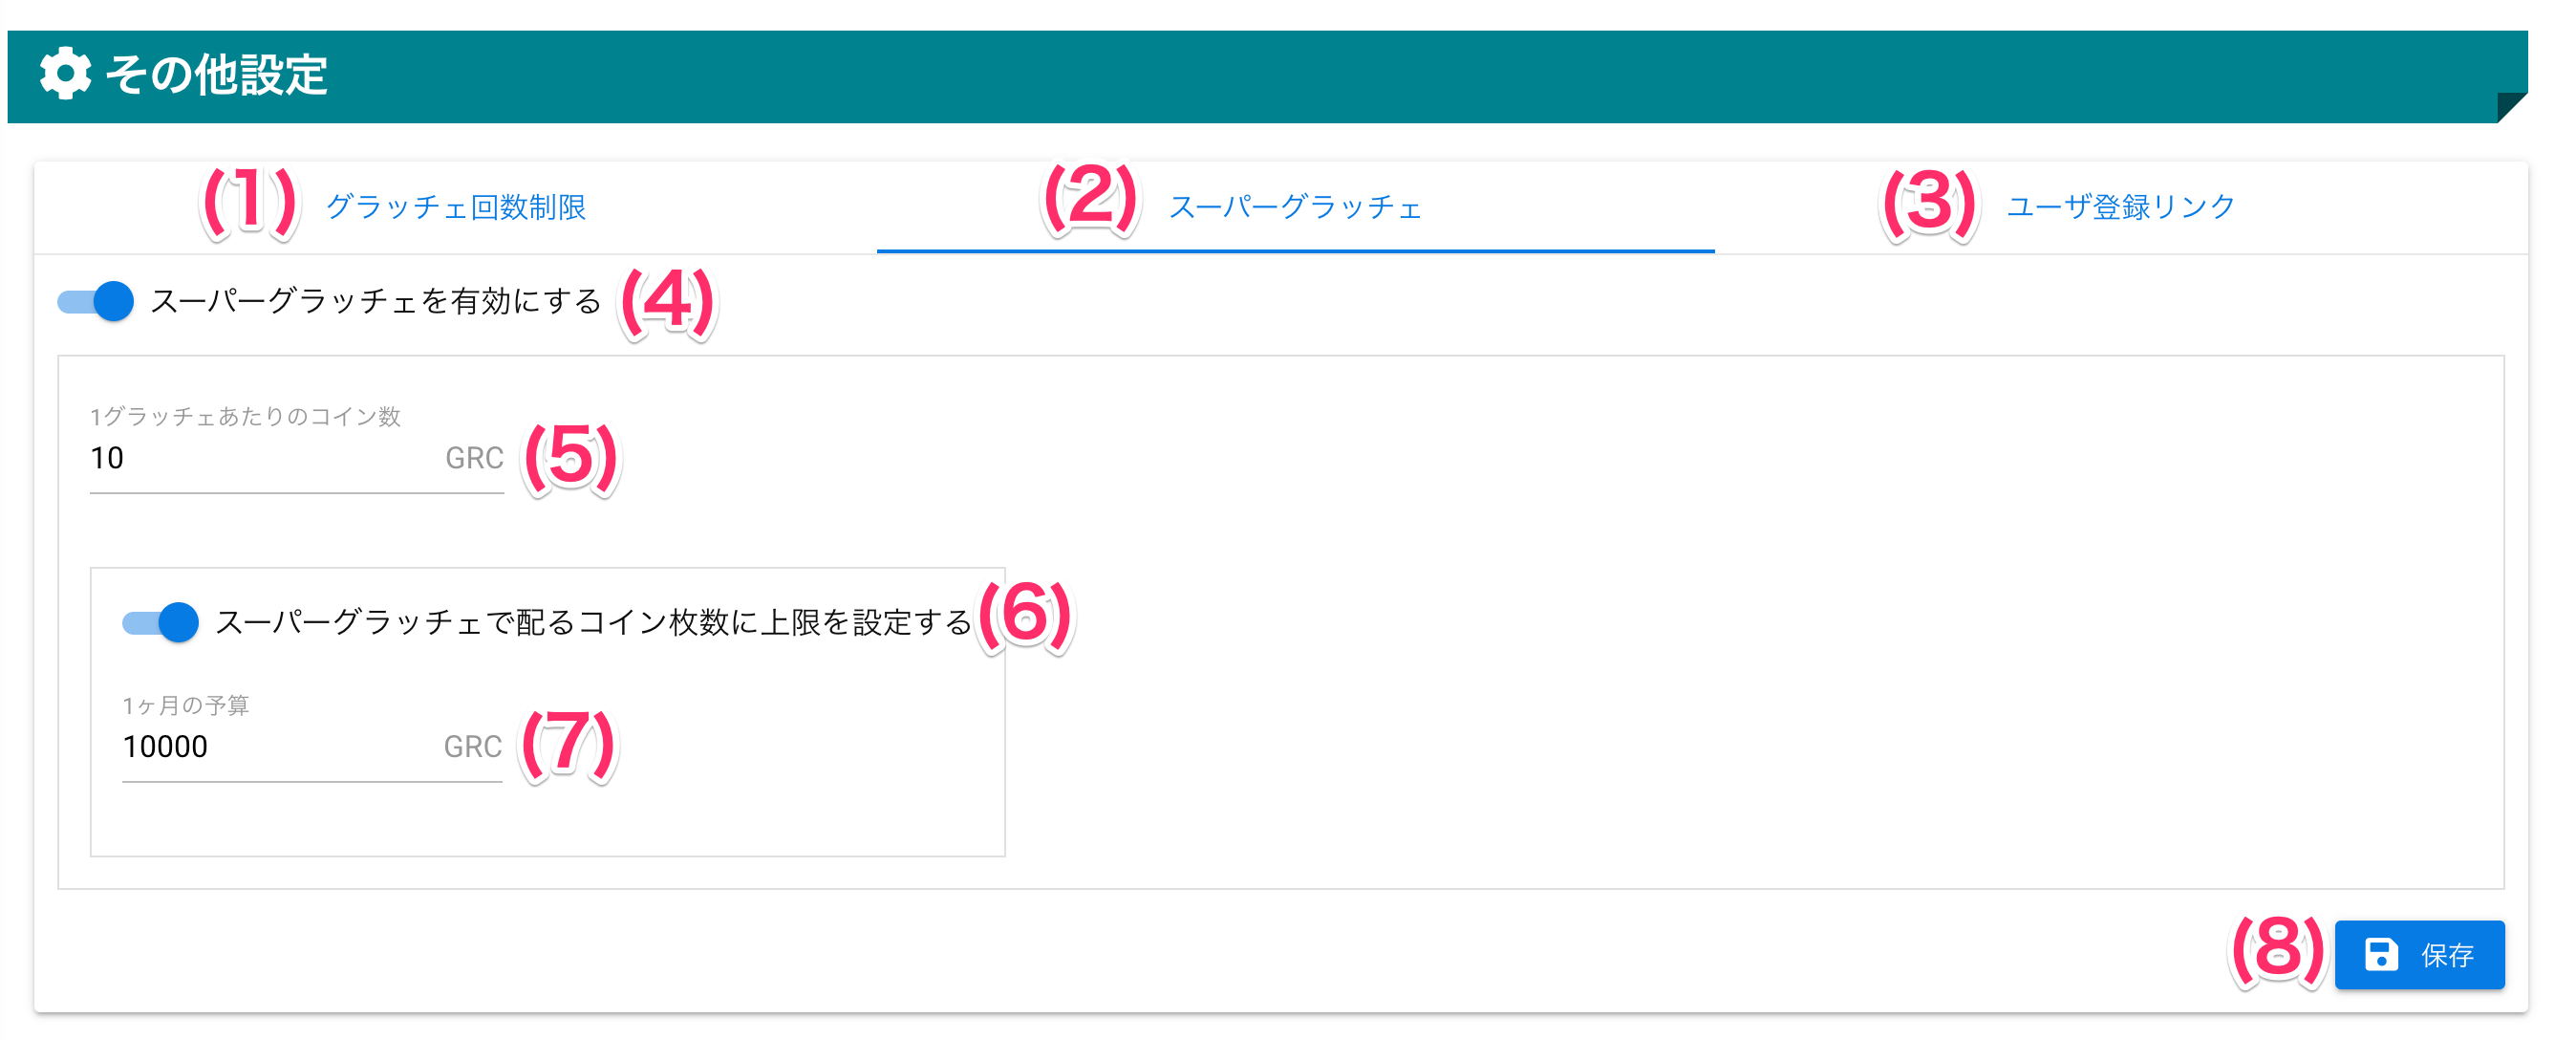 その他設定
(1) グラッチェ回数制限 (2) スーパーグラッチェ (3) ユーザ登録リンク
スーパーグラッチェを有効にする (4)
1グラッチェあたりのコイン数
10 GRC (5)
スーパーグラッチェで配るコイン枚数に上限を設定する (6)
1ヶ月の予算
10000 GRC (7)
(8) 保存